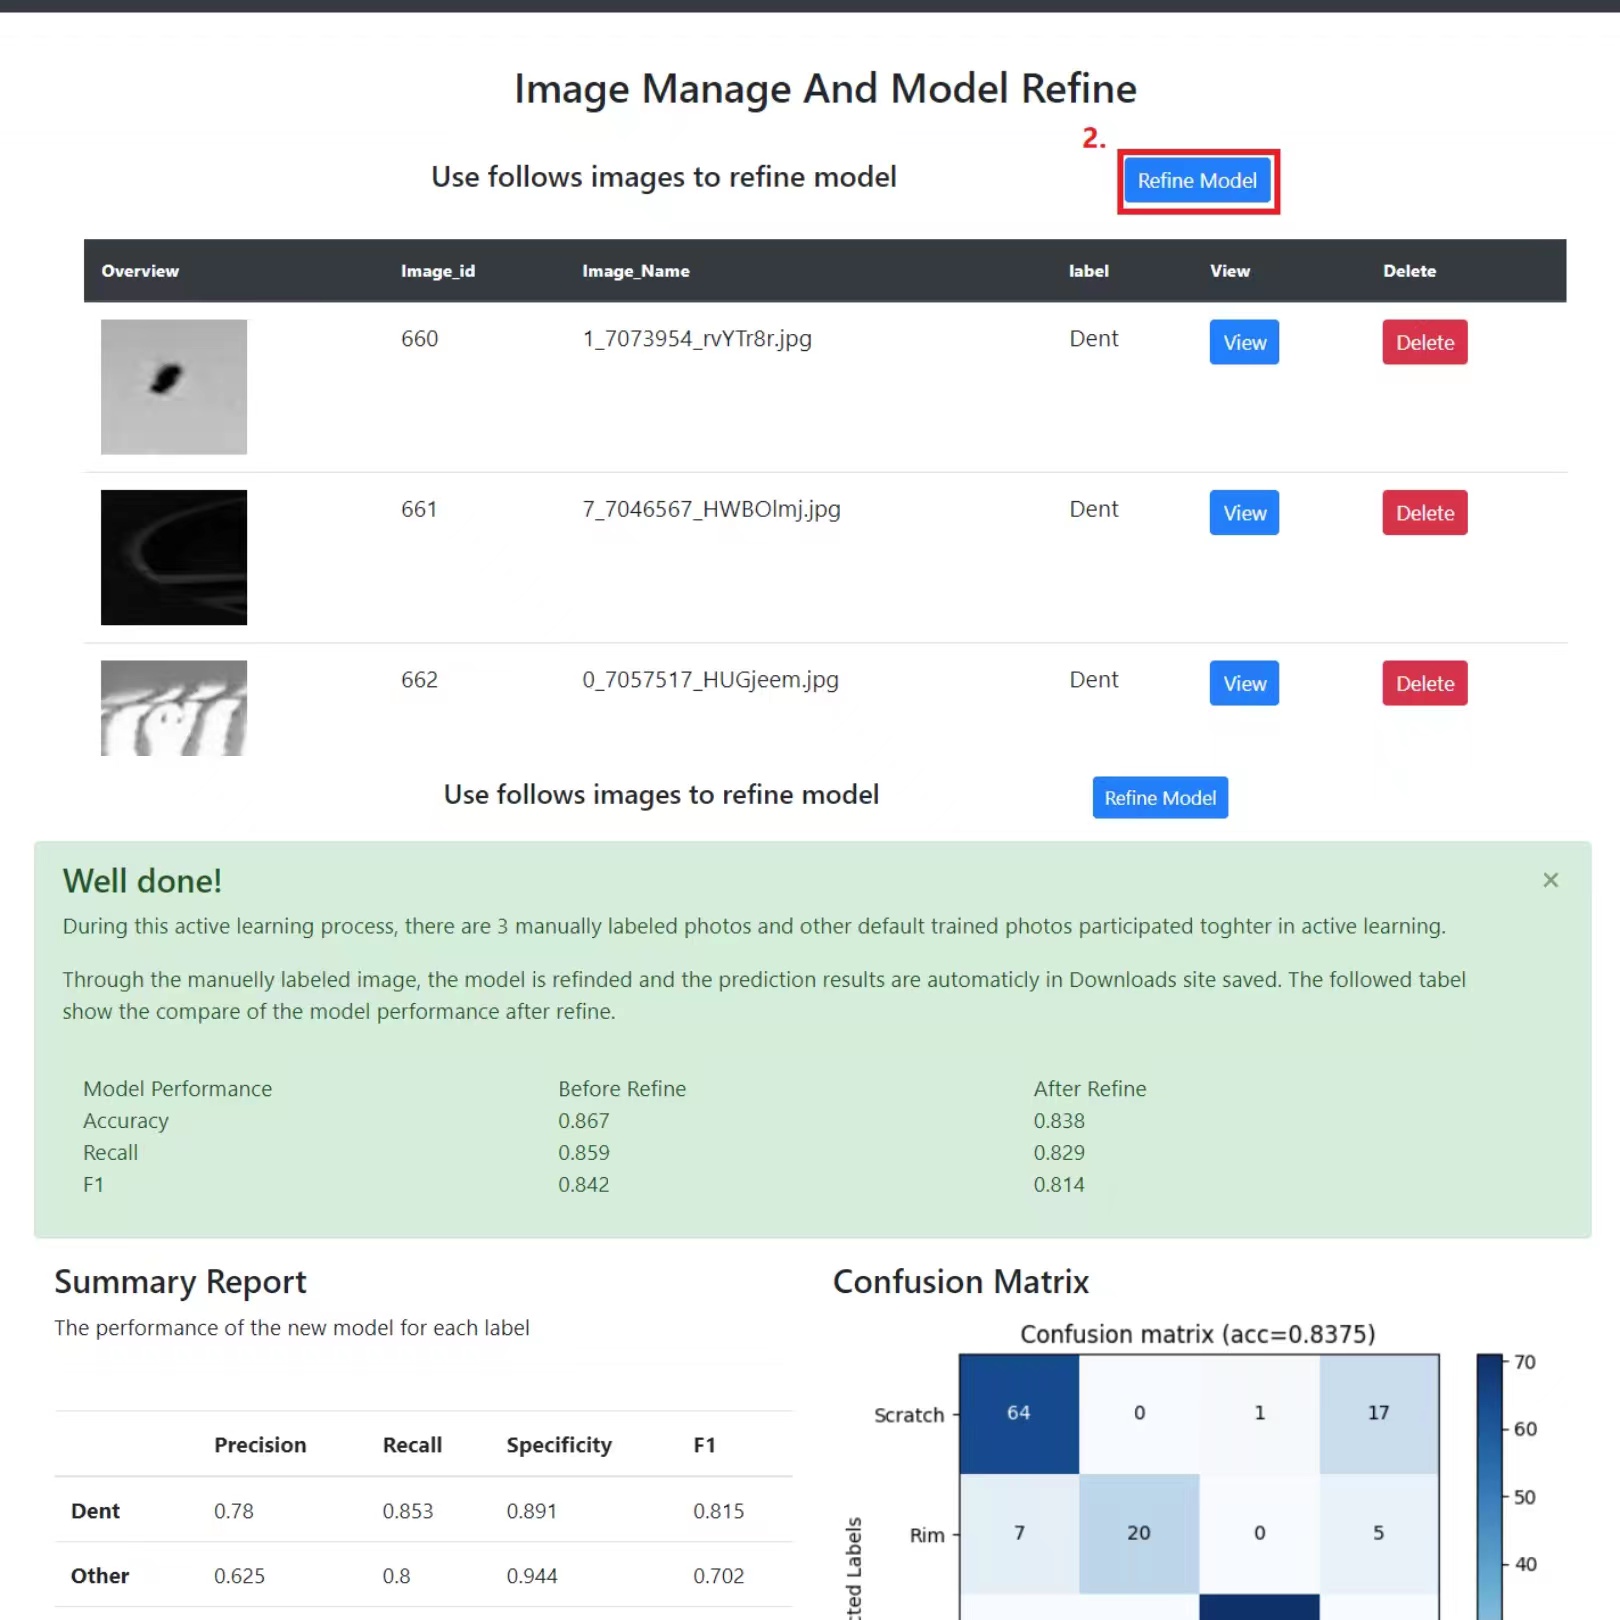 Image Manage And Model Refine
2.
Use follows images to refine model
Refine Model
Overview Image_id Image_Name label View Delete
660 1_7073954_rvYTr8r.jpg Dent View Delete
661 7_7046567_HWBOlmj.jpg Dent View Delete
662 0_7057517_HUGjeem.jpg Dent View Delete
Use follows images to refine model
Refine Model
Well done!
×
During this active learning process, there are 3 manually labeled photos and other default trained photos participated toghter in active learning.
Through the manuelly labeled image, the model is refinded and the prediction results are automaticly in Downloads site saved. The followed tabel
show the compare of the model performance after refine.
Model Performance Before Refine After Refine
Accuracy 0.867 0.838
Recall 0.859 0.829
F1 0.842 0.814
Summary Report
The performance of the new model for each label
Precision Recall Specificity F1
Dent 0.78 0.853 0.891 0.815
Other 0.625 0.8 0.944 0.702
Confusion Matrix
Confusion matrix (acc=0.8375)
Scratch 64 0 1 17
Rim 7 20 0 5
cted Labels
70
60
50
40